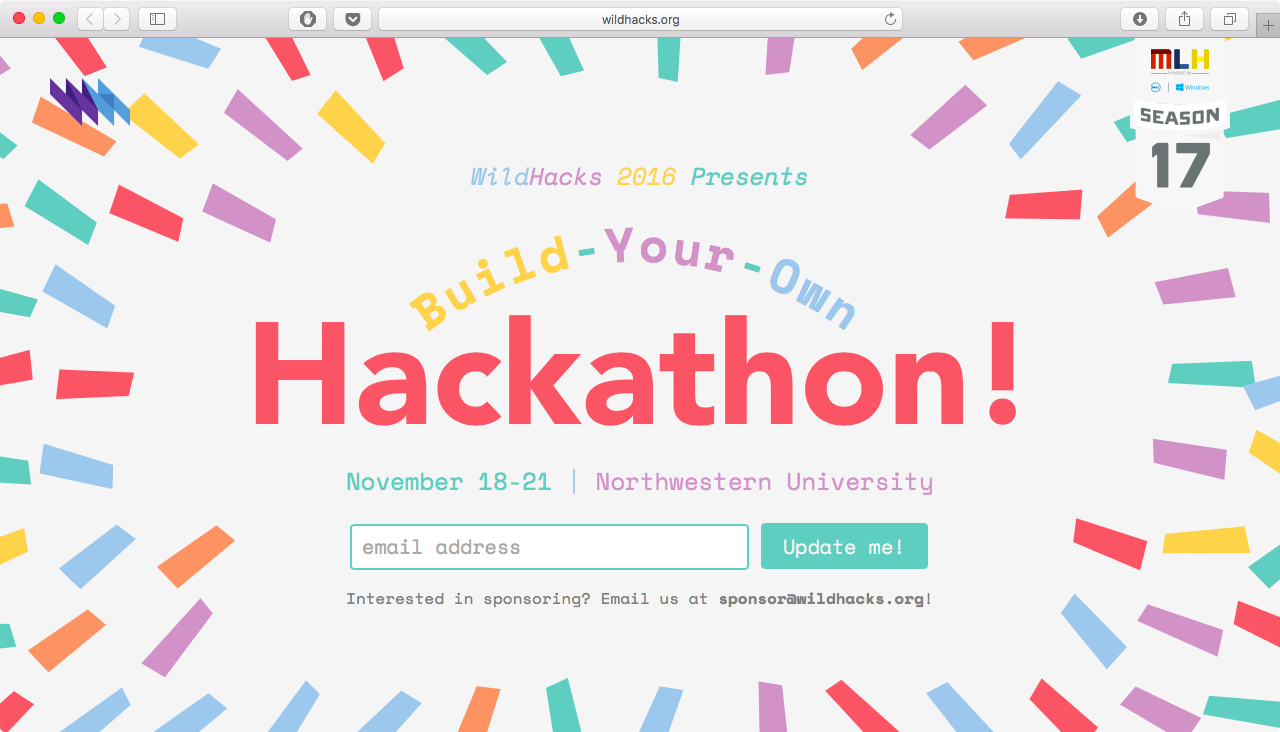 wildhacks.org
MLH
POWERED BY
DELL
Windows
SEASON
17
WildHacks 2016 Presents
Build-Your-Own
Hackathon!
November 18-21 | Northwestern University
email address
Update me!
Interested in sponsoring? Email us at sponsor@wildhacks.org!